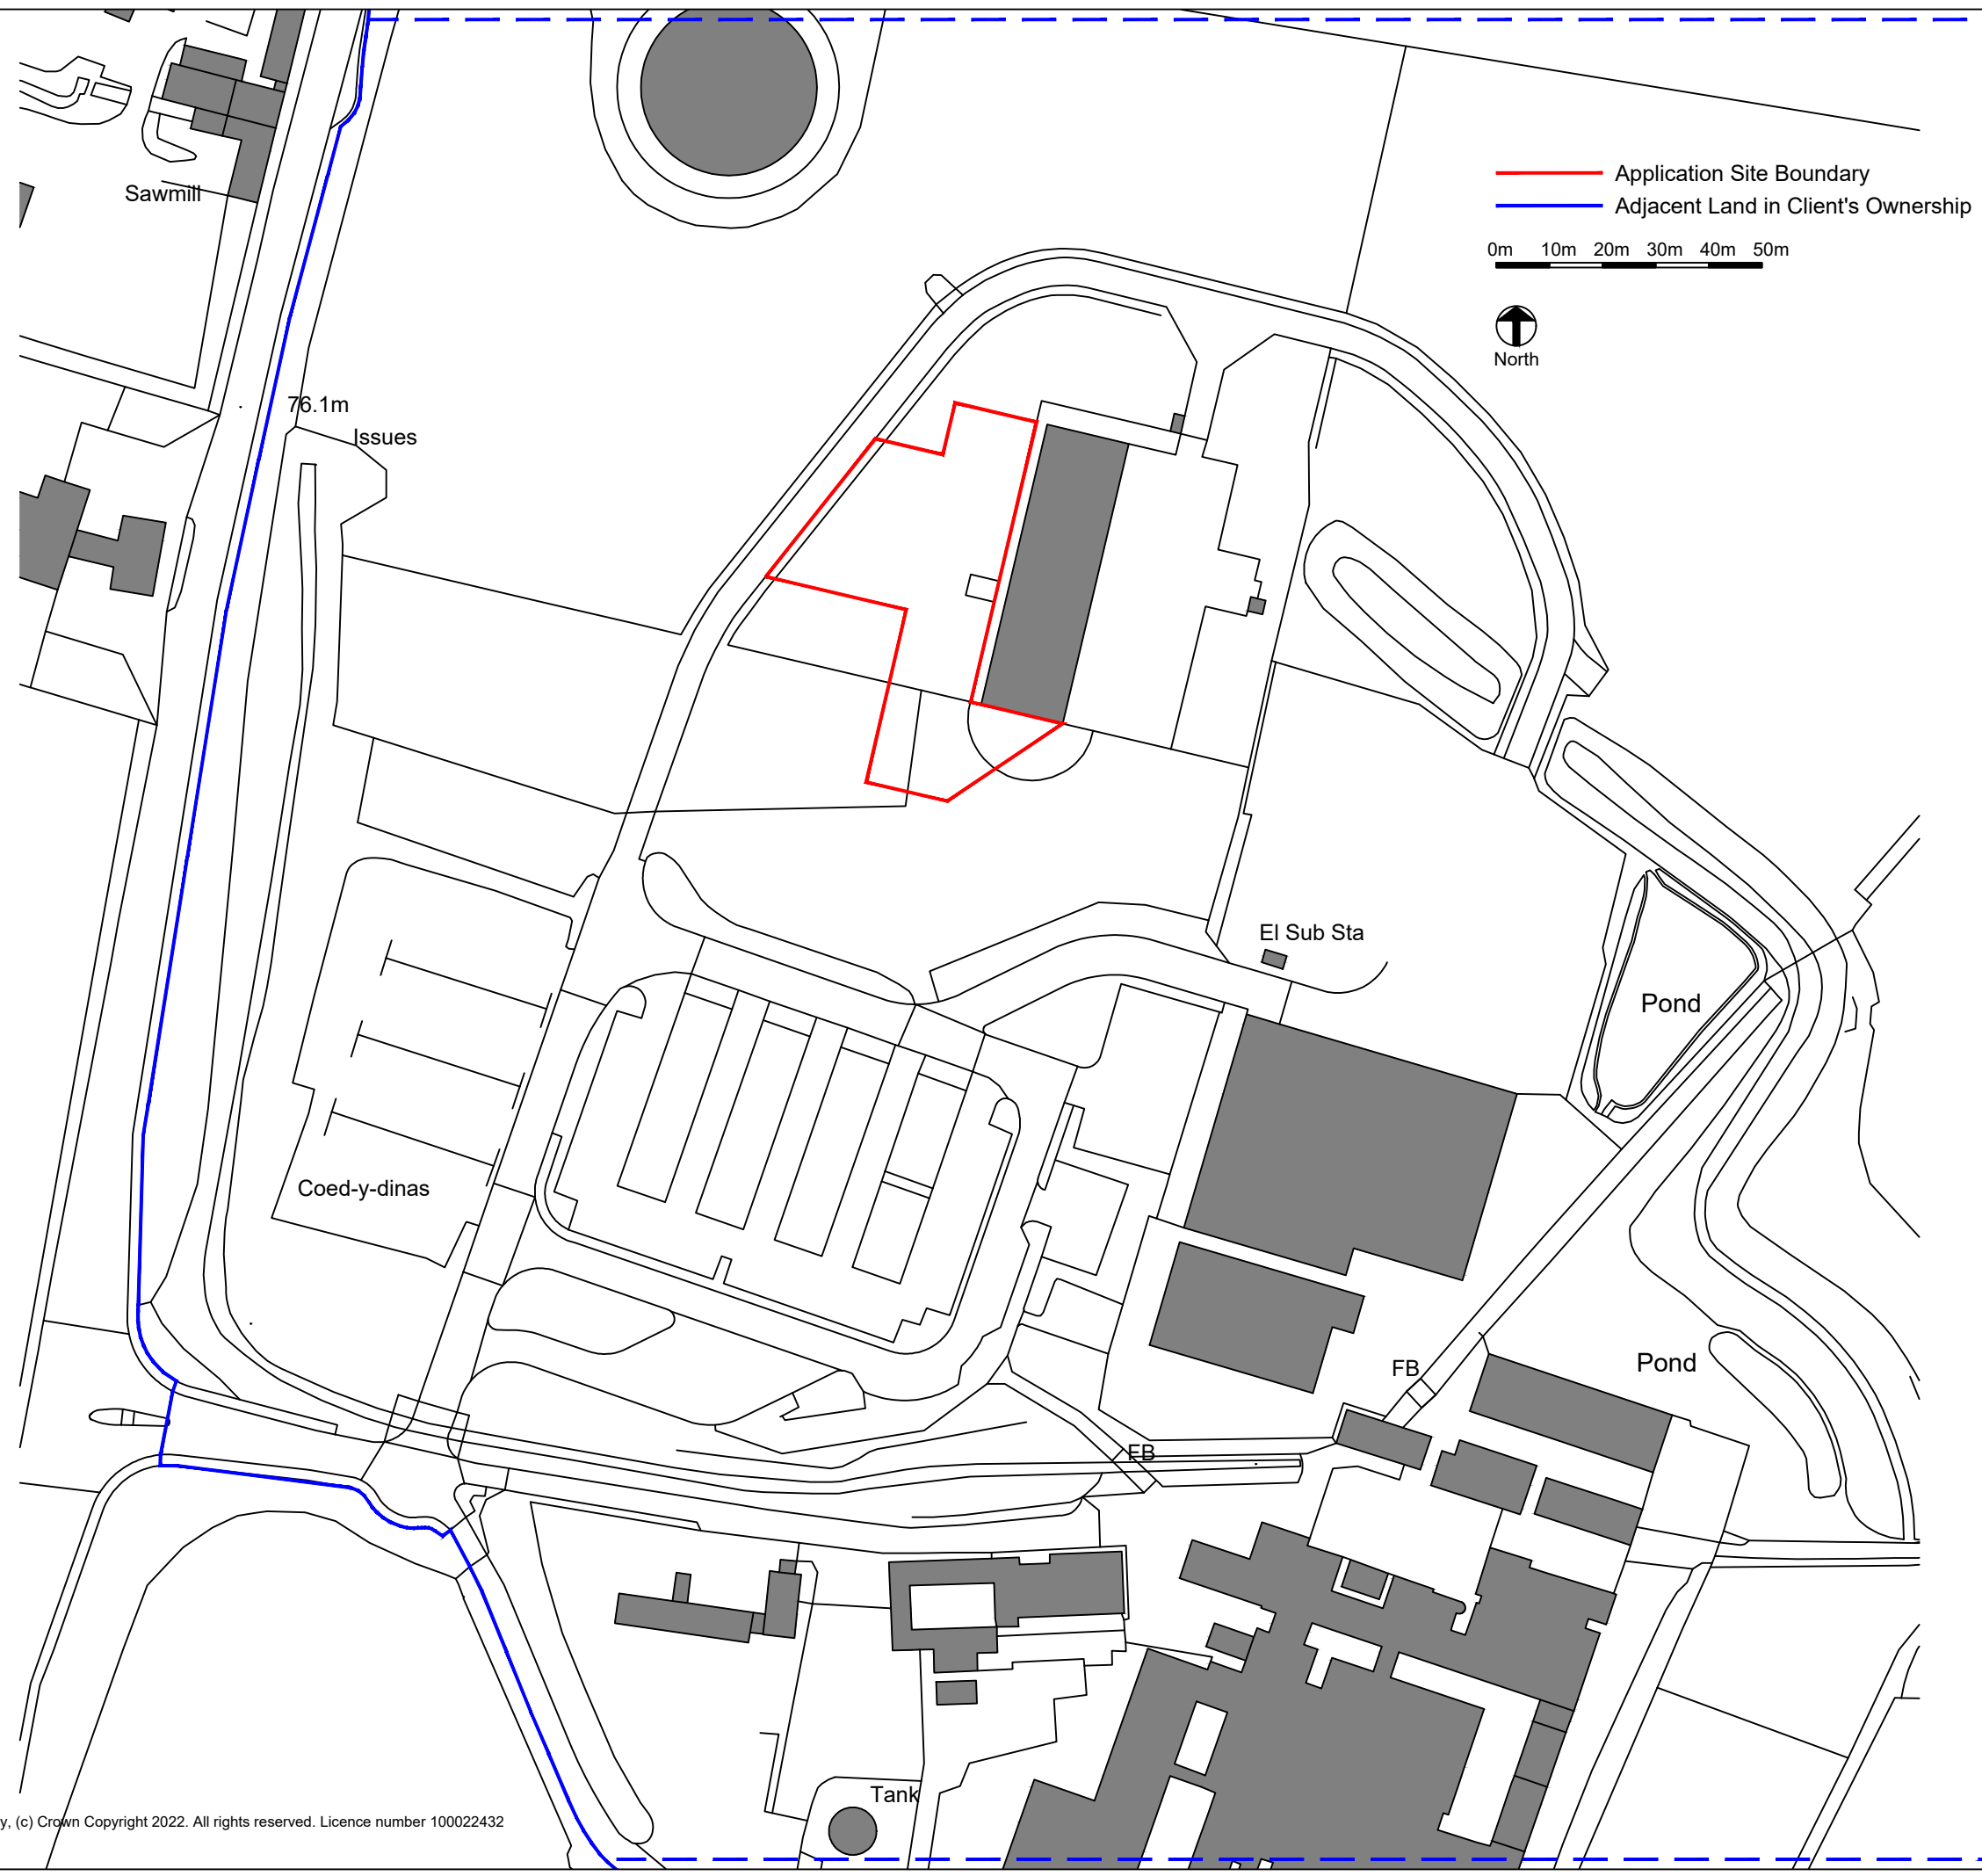 Application Site Boundary
Adjacent Land in Client's Ownership
0m 10m 20m 30m 40m 50m
North
Sawmill
76.1m
Issues
El Sub Sta
Pond
Coed-y-dinas
Pond
FB
FB
Tank
y, (c) Crown Copyright 2022. All rights reserved. Licence number 100022432